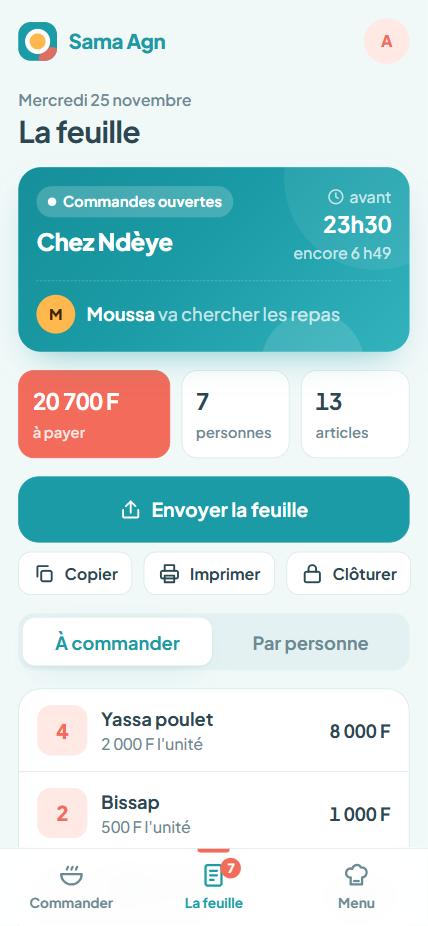 Sama Agn
A
Mercredi 25 novembre
La feuille
Commandes ouvertes
avant
Chez Ndèye
23h30
encore 6 h49
M
Moussa va chercher les repas
20 700 F
à payer
7
personnes
13
articles
Envoyer la feuille
Copier
Imprimer
Clôturer
À commander
Par personne
4
Yassa poulet
2 000 F l'unité
8 000 F
2
Bissap
500 F l'unité
1 000 F
7
Commander
La feuille
Menu